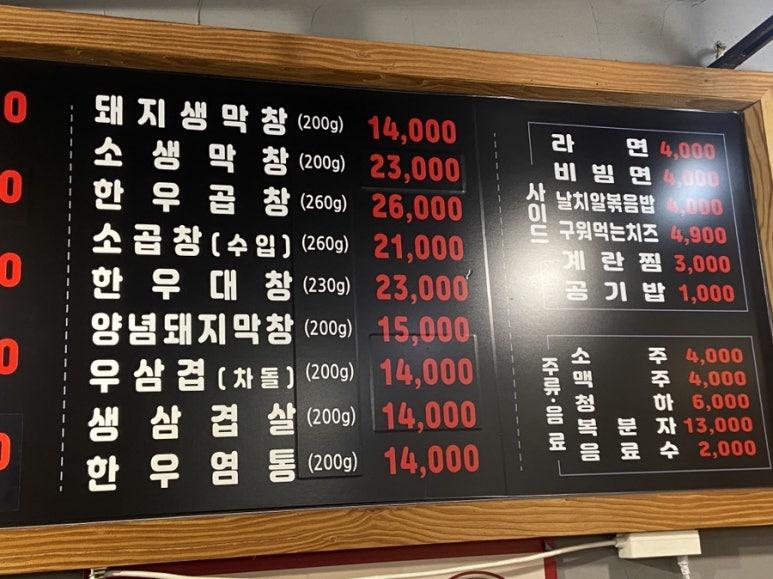 0
0
0
0
0
돼지생막창 (200g) 14,000
소생막창 (200g) 23,000
한우곱창 (260g) 26,000
소곱창(수입) (260g) 21,000
한우대창 (230g) 23,000
양념돼지막창 (200g) 15,000
우삼겹(차돌) (200g) 14,000
생삼겹살 (200g) 14,000
한우염통 (200g) 14,000
사이드
라면 4,000
비빔면 4,000
날치알볶음밥 4,000
구워먹는치즈 4,900
계란찜 3,000
공기밥 1,000
주류·음료
소주 4,000
맥주 4,000
청하 6,000
복분자 13,000
음료수 2,000